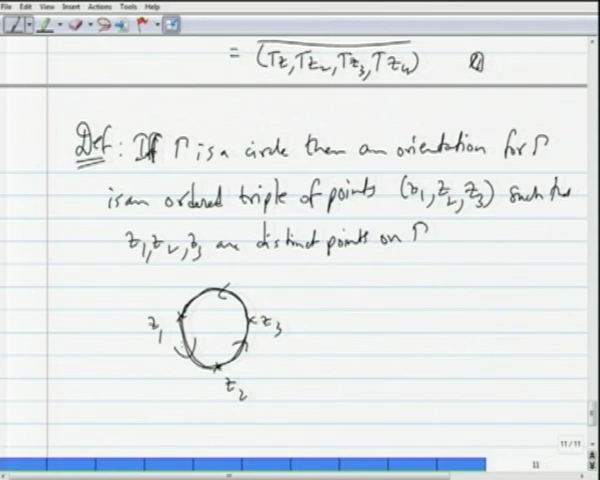 File Edit View Insert Actions Tools Help
= (Tz, Tz₂, Tz₃, Tz₄)
Def: If Γ is a circle then an orientation for Γ
is an ordered triple of points (z₁, z₂, z₃) such that
z₁, z₂, z₃ are distinct points on Γ
z₁
z₃
z₂
11/11
11